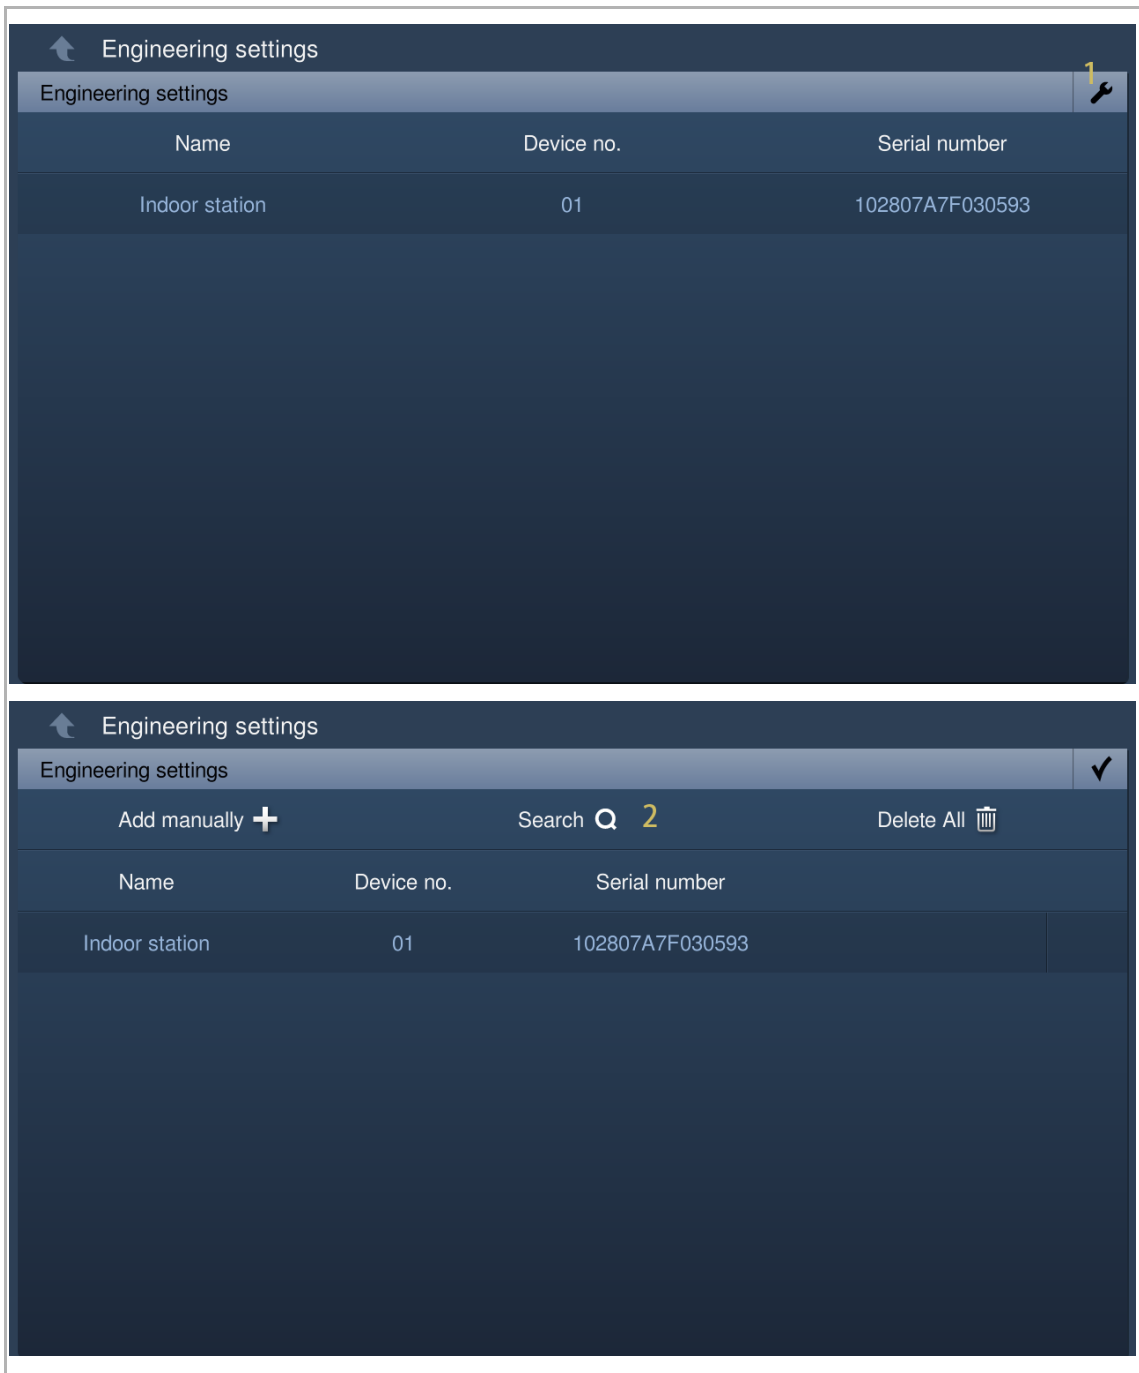 Engineering settings
1
Engineering settings
Name Device no. Serial number
Indoor station 01 102807A7F030593
Engineering settings
Engineering settings
Add manually Search 2 Delete All
Name Device no. Serial number
Indoor station 01 102807A7F030593